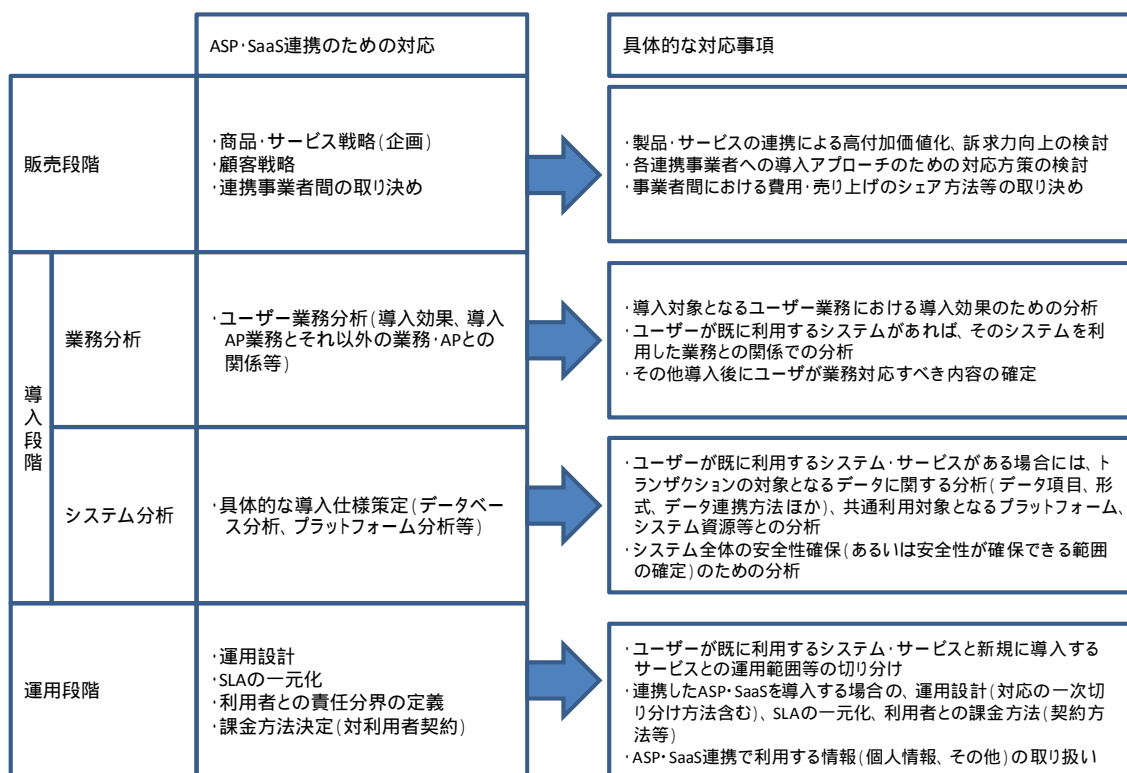 ASP･SaaS連携のための対応
具体的な対応事項
販売段階
･商品･サービス戦略(企画)
･顧客戦略
･連携事業者間の取り決め
･製品･サービスの連携による高付加価値化、訴求力向上の検討
･各連携事業者への導入アプローチのための対応方策の検討
･事業者間における費用･売り上げのシェア方法等の取り決め
導入段階
業務分析
･ユーザー業務分析(導入効果、導入
AP業務とそれ以外の業務･APとの
関係等)
･導入対象となるユーザー業務における導入効果のための分析
･ユーザーが既に利用するシステムがあれば、そのシステムを利
用した業務との関係での分析
･その他導入後にユーザが業務対応すべき内容の確定
システム分析
･具体的な導入仕様策定(データベ
ース分析、プラットフォーム分析等)
･ユーザーが既に利用するシステム･サービスがある場合には、ト
ランザクションの対象となるデータに関する分析(データ項目、形
式、データ連携方法ほか)、共通利用対象となるプラットフォーム、
システム資源等との分析
･システム全体の安全性確保(あるいは安全性が確保できる範囲
の確定)のための分析
運用段階
･運用設計
･SLAの一元化
･利用者との責任分界の定義
･課金方法決定(対利用者契約)
･ユーザーが既に利用するシステム･サービスと新規に導入する
サービスとの運用範囲等の切り分け
･連携したASP･SaaSを導入する場合の、運用設計(対応の一次切
り分け方法含む)、SLAの一元化、利用者との課金方法(契約方
法等)
･ASP･SaaS連携で利用する情報(個人情報、その他)の取り扱い